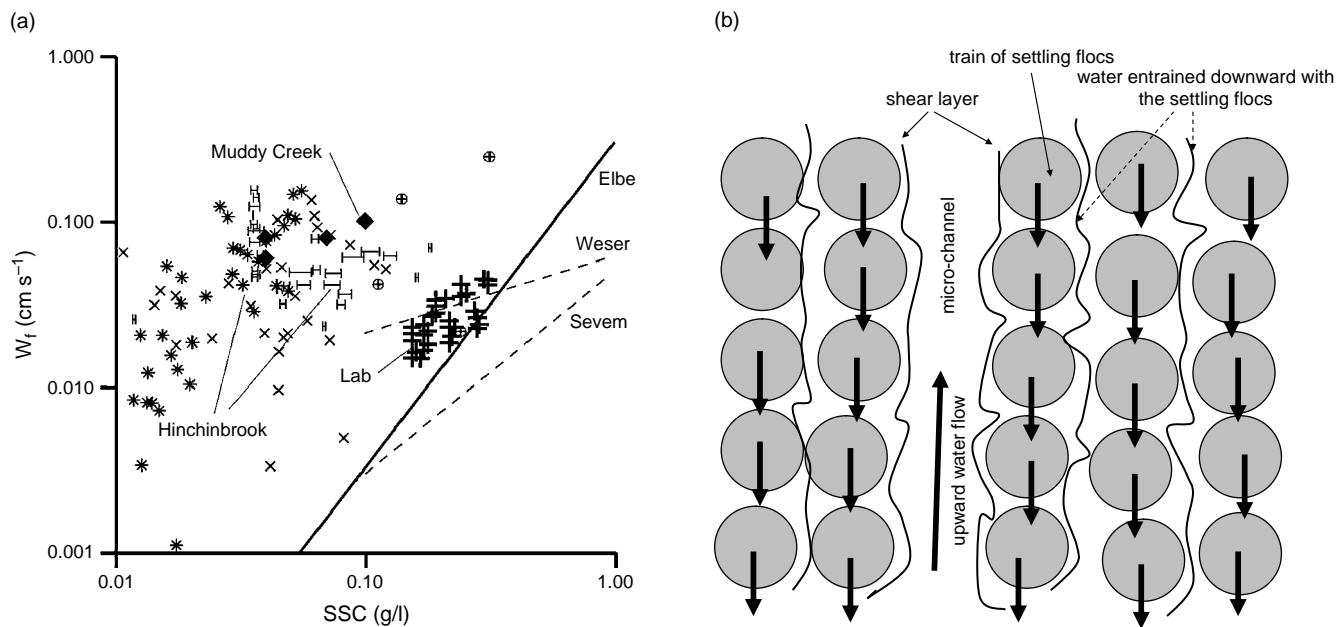 (a)
1.000
0.100
0.010
0.001
0.01
0.10
1.00
W_f (cm s⁻¹)
SSC (g/l)
Muddy Creek
Elbe
Weser
Sevem
Lab
Hinchinbrook
(b)
train of settling flocs
water entrained downward with
the settling flocs
shear layer
micro-channel
upward water flow